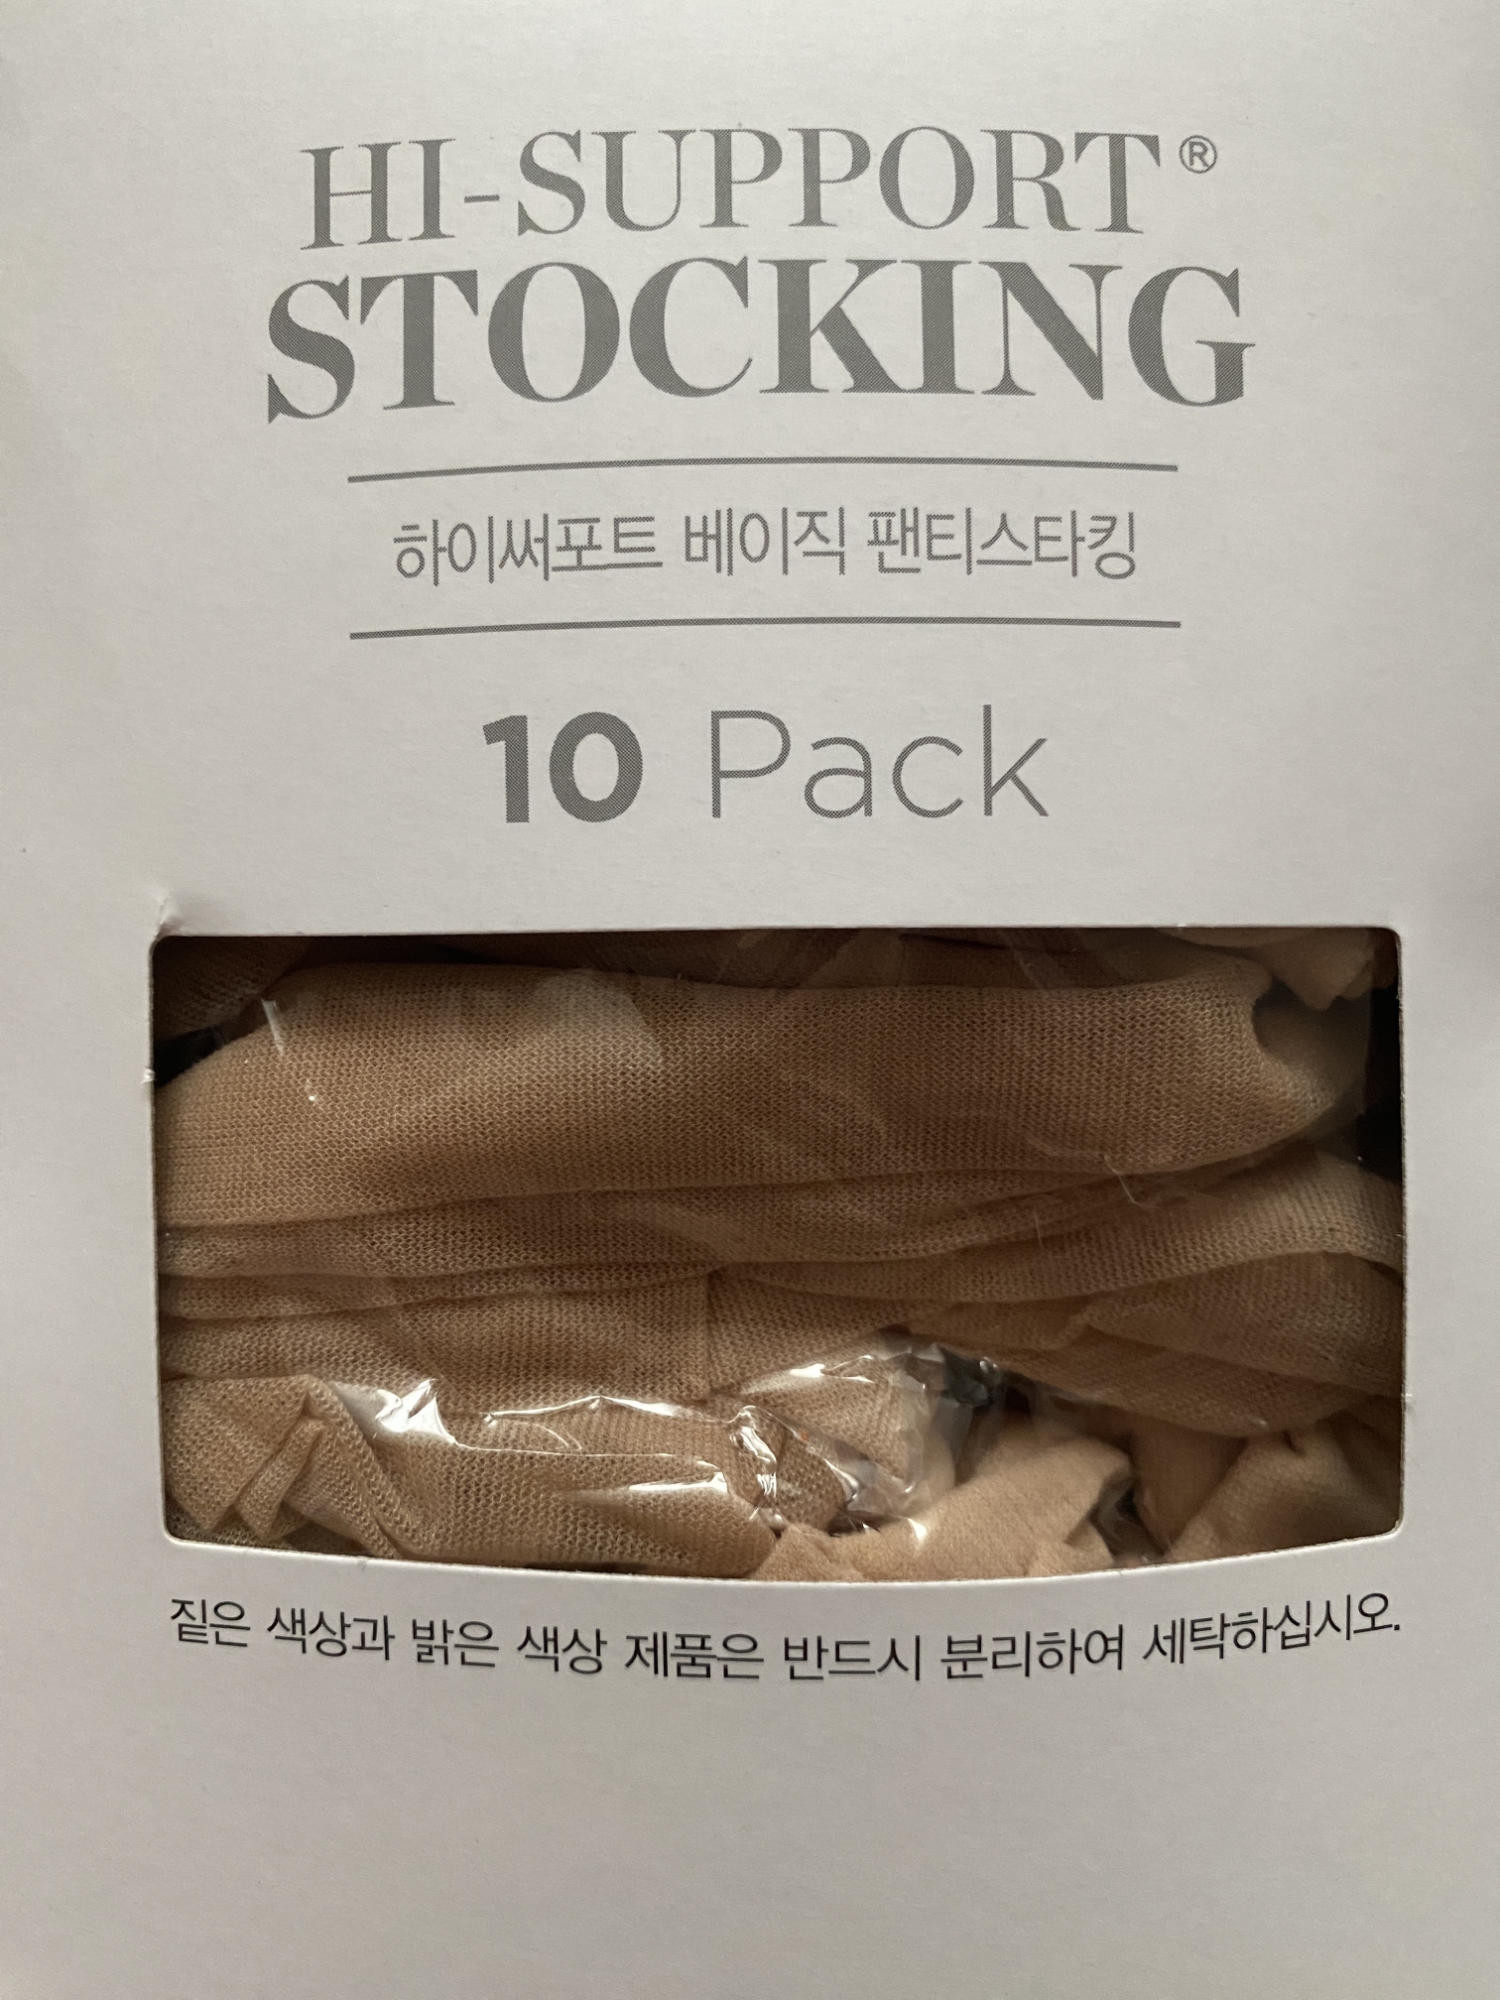 HI-SUPPORT®
STOCKING
하이써포트 베이직 팬티스타킹
10 Pack
짙은 색상과 밝은 색상 제품은 반드시 분리하여 세탁하십시오.